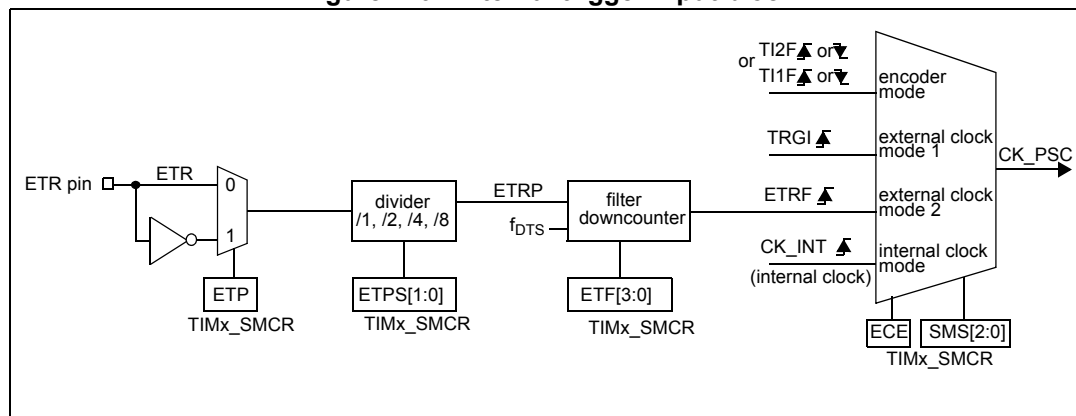 or TI2F or
TI1F or
encoder
mode
TRGI
external clock
mode 1
CK_PSC
ETR pin
ETR
0
1
divider
/1, /2, /4, /8
ETRP
filter
downcounter
fDTS
ETRF
external clock
mode 2
CK_INT
(internal clock)
internal clock
mode
ETP
TIMx_SMCR
ETPS[1:0]
TIMx_SMCR
ETF[3:0]
TIMx_SMCR
ECE
SMS[2:0]
TIMx_SMCR